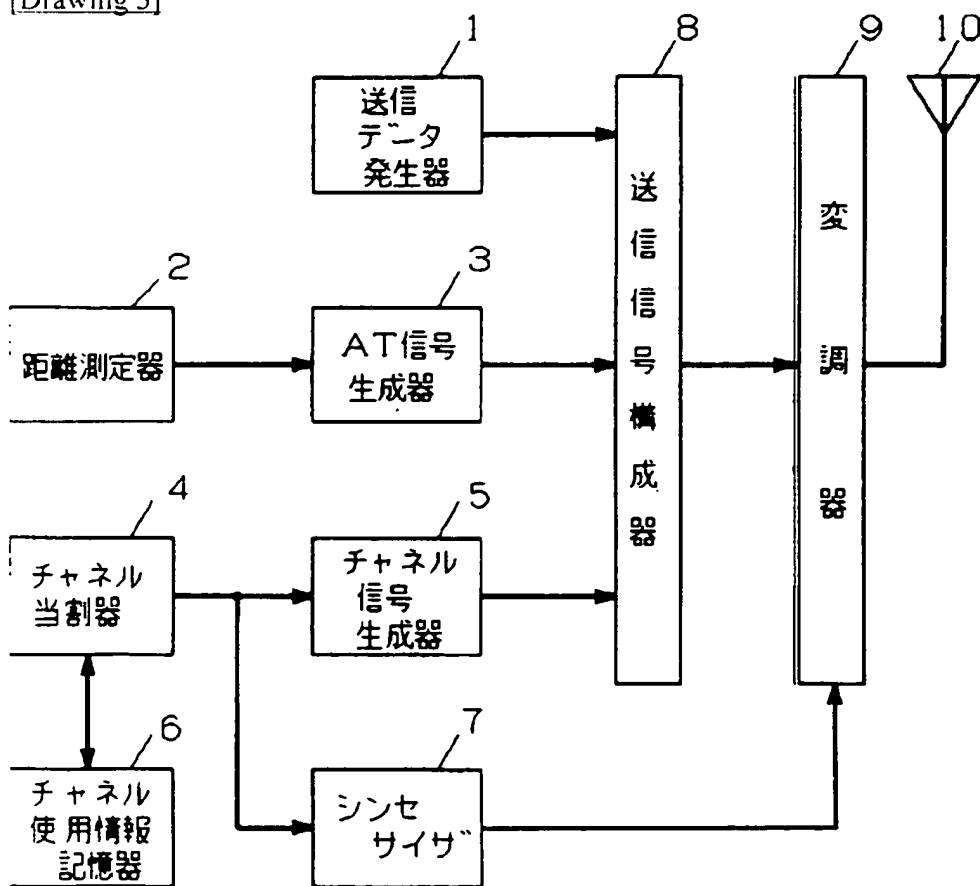 [Drawing 3]
1
8
9
10
送信
データ
発生器
送信信号構成器
変調器
2
3
距離測定器
AT信号
生成器
4
5
チャネル
当割器
チャネル
信号
生成器
6
7
チャネル
使用情報
記憶器
シンセ
サイザ